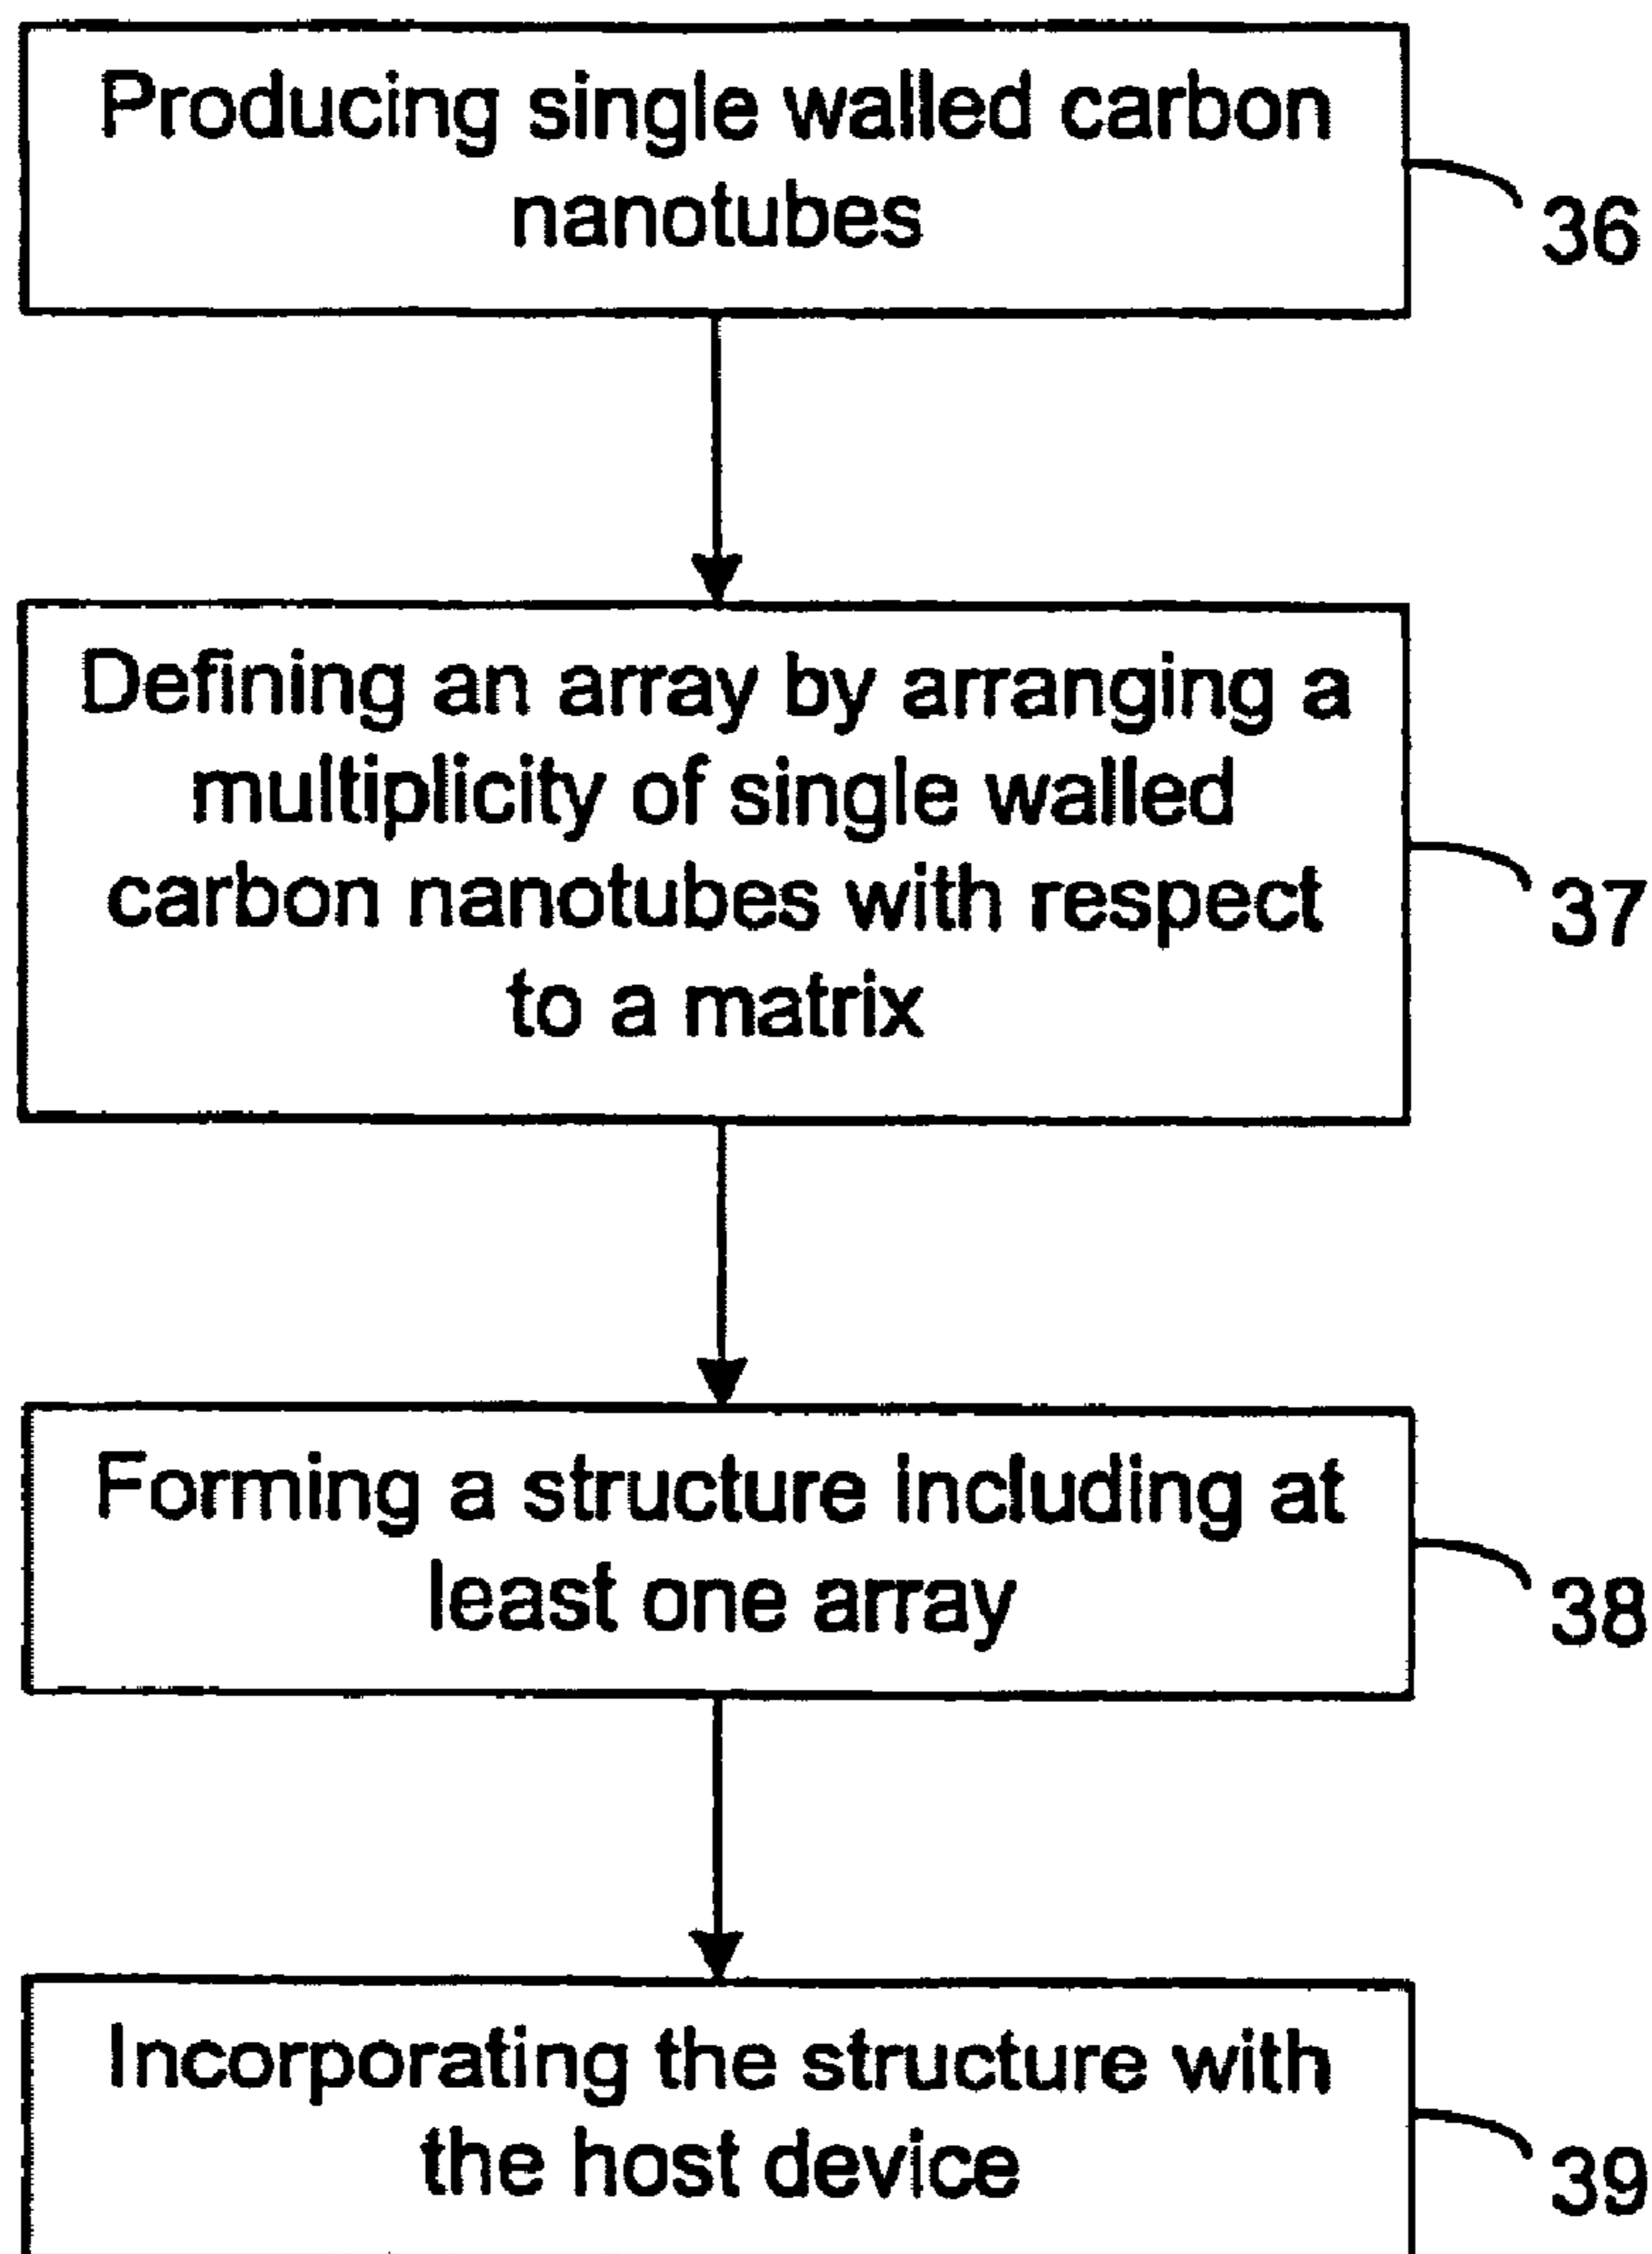 Producing single walled carbon
nanotubes
36
Defining an array by arranging a
multiplicity of single walled
carbon nanotubes with respect
to a matrix
37
Forming a structure including at
least one array
38
Incorporating the structure with
the host device
39